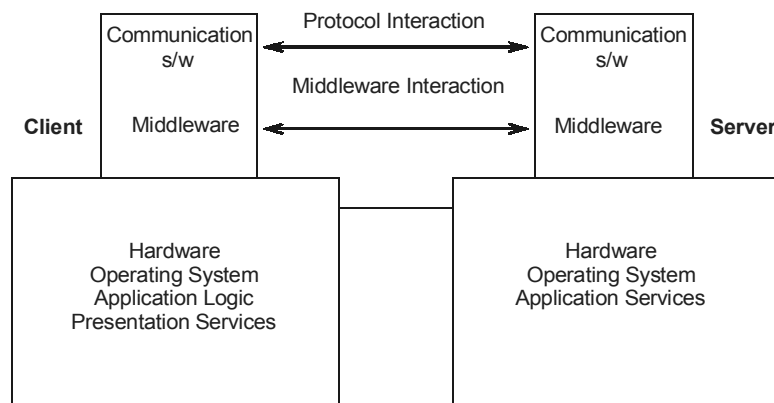 Protocol Interaction
Communication
s/w
Communication
s/w
Middleware Interaction
Client
Middleware
Middleware
Server
Hardware
Operating System
Application Logic
Presentation Services
Hardware
Operating System
Application Services